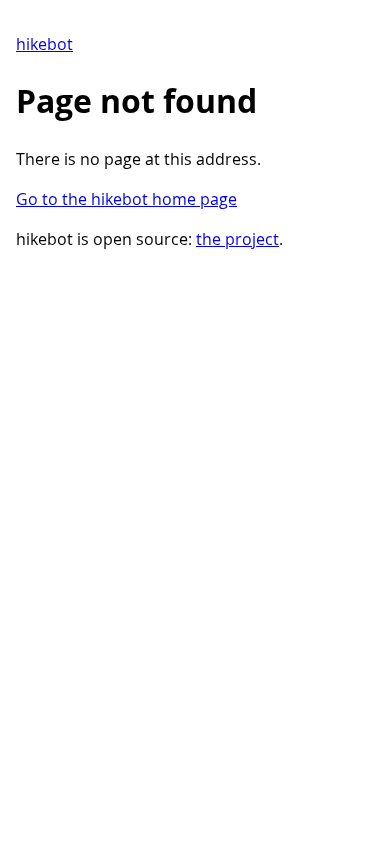 hikebot
Page not found
There is no page at this address.
Go to the hikebot home page
hikebot is open source: the project.